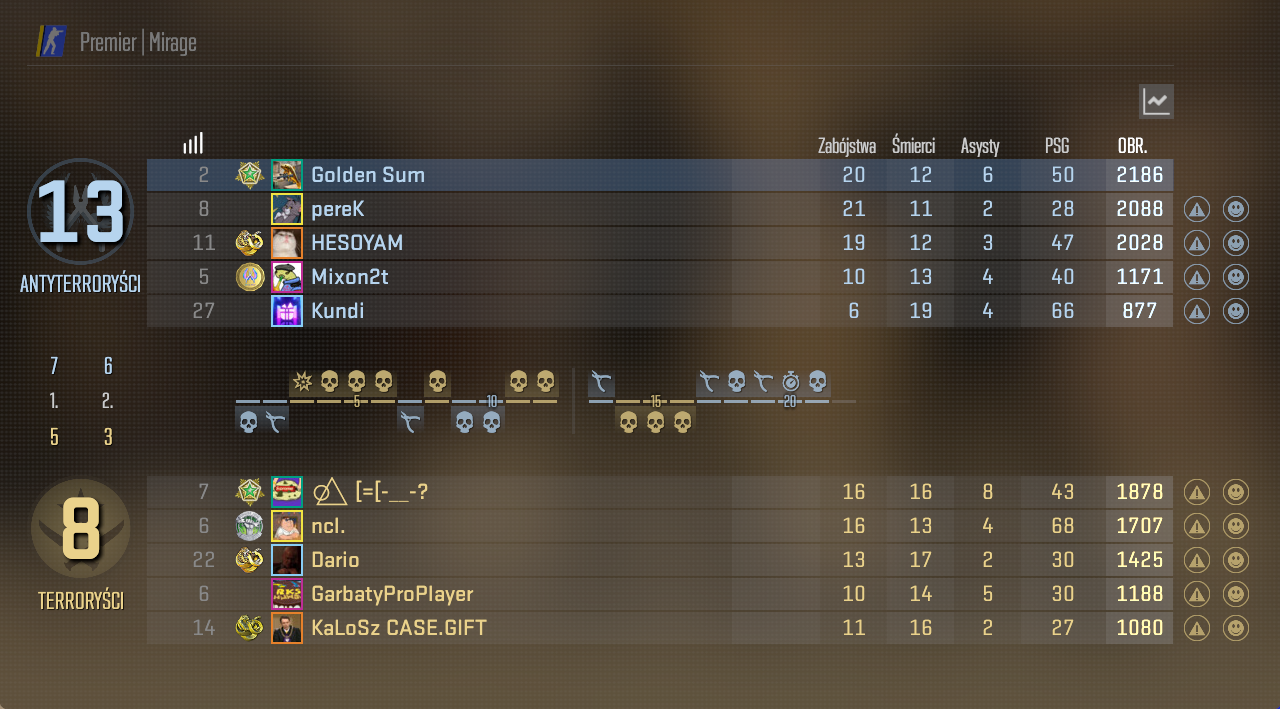 Premier | Mirage
Zabójstwa Śmierci Asysty PSG OBR.
13
ANTYTERRORYŚCI
2 Golden Sum 20 12 6 50 2186
8 pereK 21 11 2 28 2088
11 HESOYAM 19 12 3 47 2028
5 Mixon2t 10 13 4 40 1171
27 Kundi 6 19 4 66 877
7 6
1. 2.
5 3
5 10 15 20
8
TERRORYŚCI
7 [=[-__-? 16 16 8 43 1878
6 ncl. 16 13 4 68 1707
22 Dario 13 17 2 30 1425
6 GarbatyProPlayer 10 14 5 30 1188
14 KaLoSz CASE.GIFT 11 16 2 27 1080